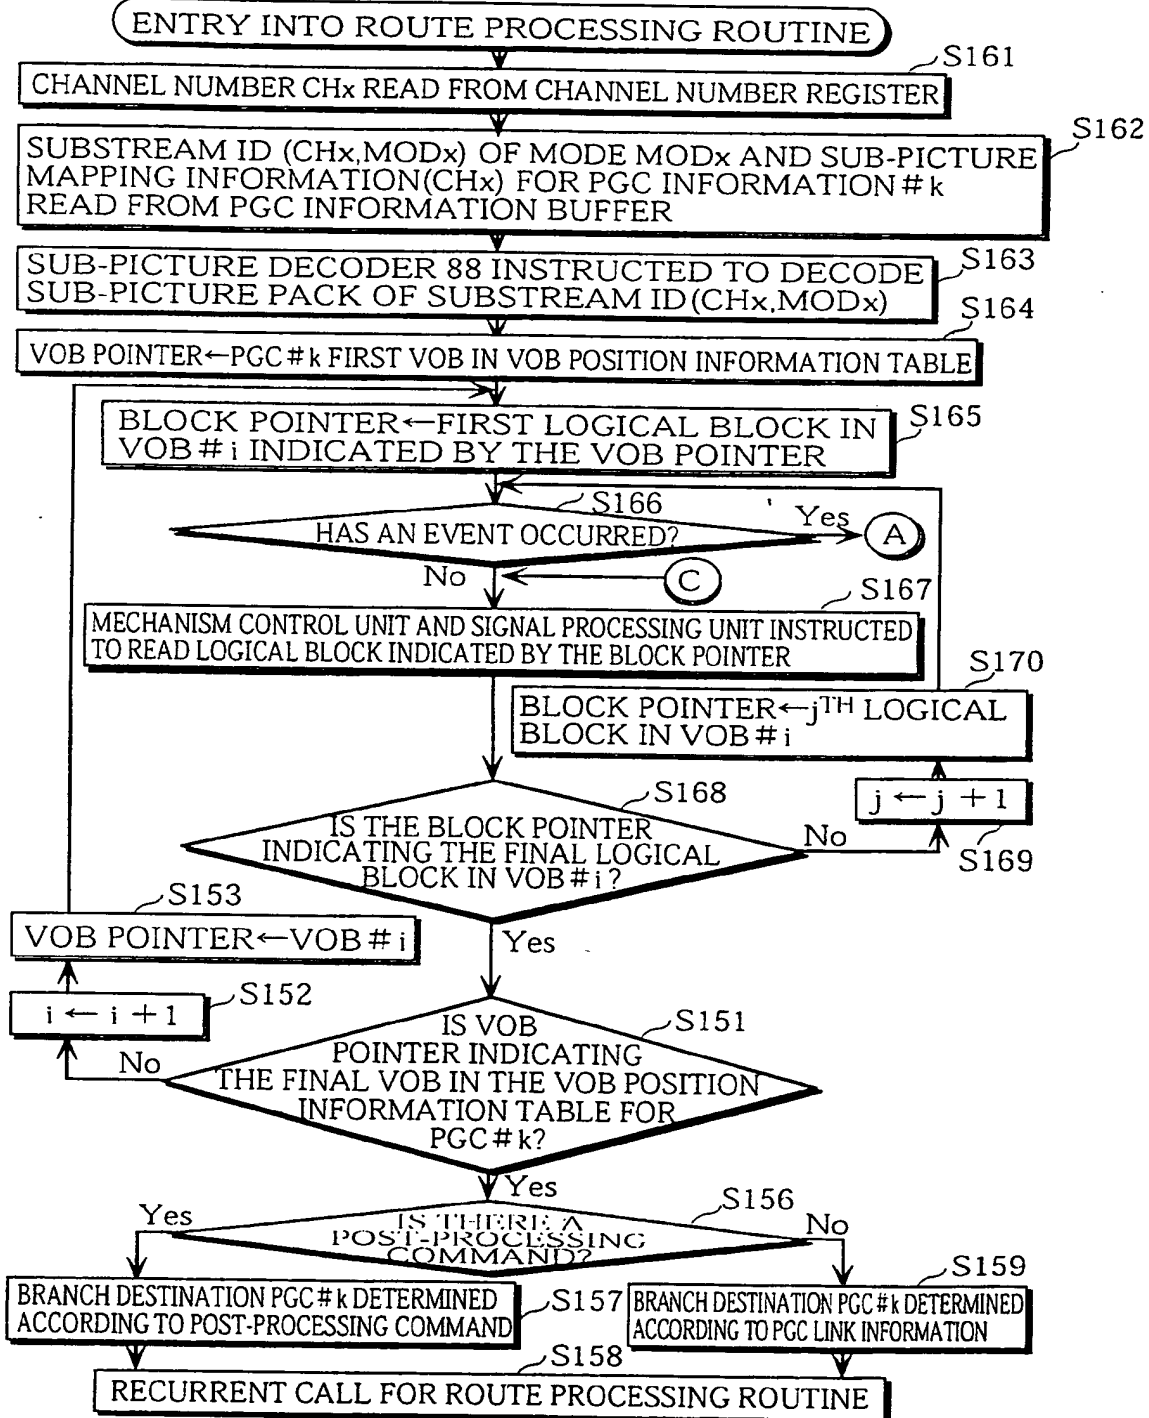 ENTRY INTO ROUTE PROCESSING ROUTINE
S161
CHANNEL NUMBER CHx READ FROM CHANNEL NUMBER REGISTER
S162
SUBSTREAM ID (CHx,MODx) OF MODE MODx AND SUB-PICTURE
MAPPING INFORMATION(CHx) FOR PGC INFORMATION#k
READ FROM PGC INFORMATION BUFFER
S163
SUB-PICTURE DECODER 88 INSTRUCTED TO DECODE
SUB-PICTURE PACK OF SUBSTREAM ID(CHx,MODx)
S164
VOB POINTER←PGC#k FIRST VOB IN VOB POSITION INFORMATION TABLE
S165
BLOCK POINTER←FIRST LOGICAL BLOCK IN
VOB#i INDICATED BY THE VOB POINTER
S166
HAS AN EVENT OCCURRED?
Yes
A
No
C
S167
MECHANISM CONTROL UNIT AND SIGNAL PROCESSING UNIT INSTRUCTED
TO READ LOGICAL BLOCK INDICATED BY THE BLOCK POINTER
S170
BLOCK POINTER←jTH LOGICAL
BLOCK IN VOB#i
S168
j←j+1
S169
IS THE BLOCK POINTER
INDICATING THE FINAL LOGICAL
BLOCK IN VOB#i?
No
Yes
S153
VOB POINTER←VOB#i
S152
i←i+1
No
S151
IS VOB
POINTER INDICATING
THE FINAL VOB IN THE VOB POSITION
INFORMATION TABLE FOR
PGC#k?
Yes
S156
IS THERE A
POST-PROCESSING
COMMAND?
Yes
No
S157
BRANCH DESTINATION PGC#k DETERMINED
ACCORDING TO POST-PROCESSING COMMAND
S159
BRANCH DESTINATION PGC#k DETERMINED
ACCORDING TO PGC LINK INFORMATION
S158
RECURRENT CALL FOR ROUTE PROCESSING ROUTINE